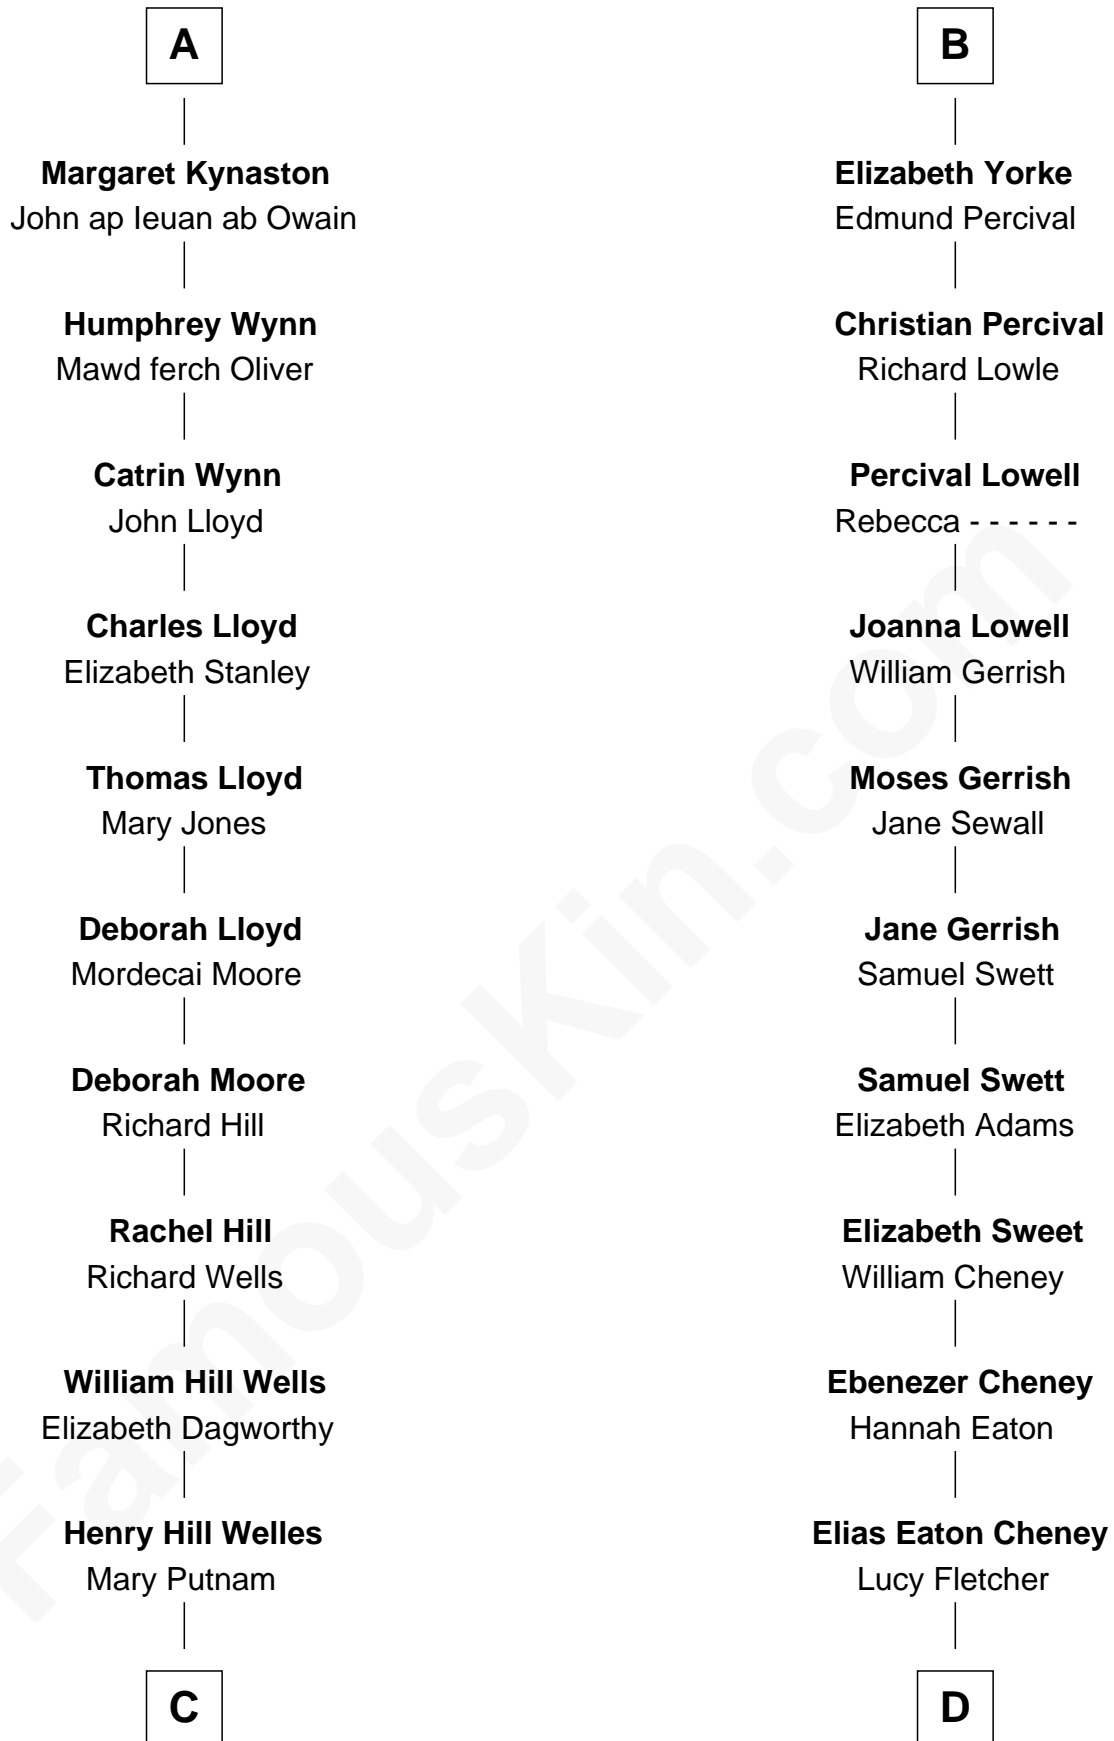 A
Margaret Kynaston
John ap Ieuan ab Owain
Humphrey Wynn
Mawd ferch Oliver
Catrin Wynn
John Lloyd
Charles Lloyd
Elizabeth Stanley
Thomas Lloyd
Mary Jones
Deborah Lloyd
Mordecai Moore
Deborah Moore
Richard Hill
Rachel Hill
Richard Wells
William Hill Wells
Elizabeth Dagworthy
Henry Hill Welles
Mary Putnam
C
B
Elizabeth Yorke
Edmund Percival
Christian Percival
Richard Lowle
Percival Lowell
Rebecca - - - - - -
Joanna Lowell
William Gerrish
Moses Gerrish
Jane Sewall
Jane Gerrish
Samuel Swett
Samuel Swett
Elizabeth Adams
Elizabeth Sweet
William Cheney
Ebenezer Cheney
Hannah Eaton
Elias Eaton Cheney
Lucy Fletcher
D
FamousKin.com